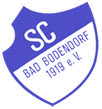 SC
BAD BODENDORF
1919 e.V.